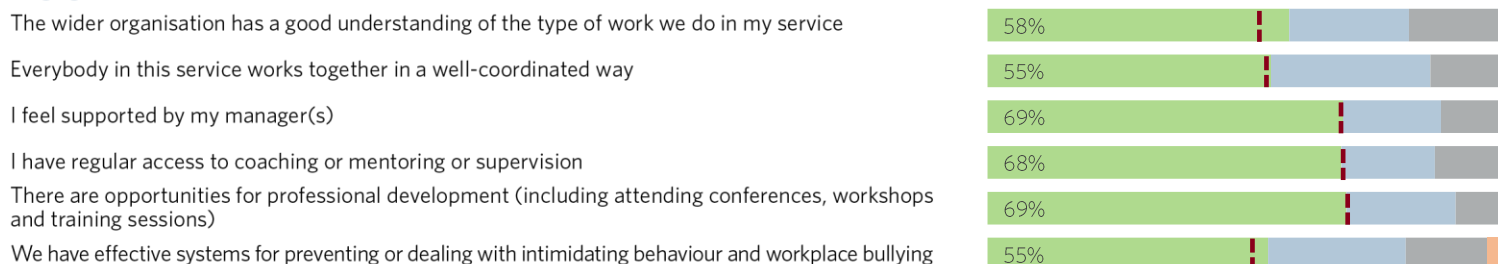 The wider organisation has a good understanding of the type of work we do in my service
58%
Everybody in this service works together in a well-coordinated way
55%
I feel supported by my manager(s)
69%
I have regular access to coaching or mentoring or supervision
68%
There are opportunities for professional development (including attending conferences, workshops
and training sessions)
69%
We have effective systems for preventing or dealing with intimidating behaviour and workplace bullying
55%